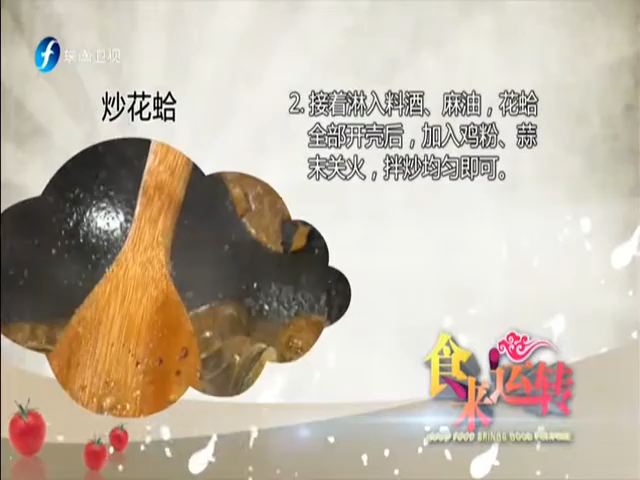 东南卫视
炒花蛤
2. 接着淋入料酒、麻油，花蛤
全部开壳后，加入鸡粉、蒜
末关火，拌炒均匀即可。
食来运转
GOOD FOOD BRINGS GOOD FORTUNE